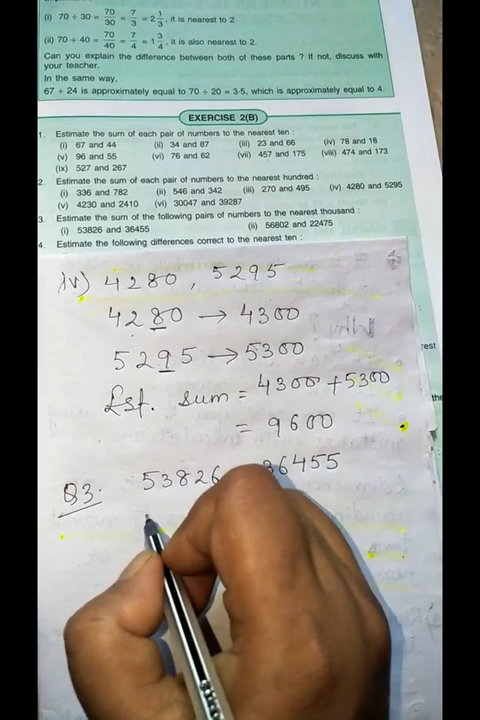 (i) 70 ÷ 30 = 70/30 = 7/3 = 2 1/3, it is nearest to 2
(ii) 70 ÷ 40 = 70/40 = 7/4 = 1 3/4, it is also nearest to 2.
Can you explain the difference between both of these parts ? If not, discuss with
your teacher.
In the same way,
67 ÷ 24 is approximately equal to 70 ÷ 20 = 3·5, which is approximately equal to 4.
EXERCISE 2(B)
1. Estimate the sum of each pair of numbers to the nearest ten :
(i) 67 and 44 (ii) 34 and 87 (iii) 23 and 66 (iv) 78 and 18
(v) 96 and 55 (vi) 76 and 62 (vii) 457 and 175 (viii) 474 and 173
(ix) 527 and 267
2. Estimate the sum of each pair of numbers to the nearest hundred :
(i) 336 and 782 (ii) 546 and 342 (iii) 270 and 495 (iv) 4280 and 5295
(v) 4230 and 2410 (vi) 30047 and 39287
3. Estimate the sum of the following pairs of numbers to the nearest thousand :
(i) 53826 and 36455 (ii) 56802 and 22475
4. Estimate the following differences correct to the nearest ten :
iv) 4280, 5295
4280 → 4300
5295 → 5300
Est. sum = 4300 + 5300
= 9600
Q3. 53826 36455
rest
the